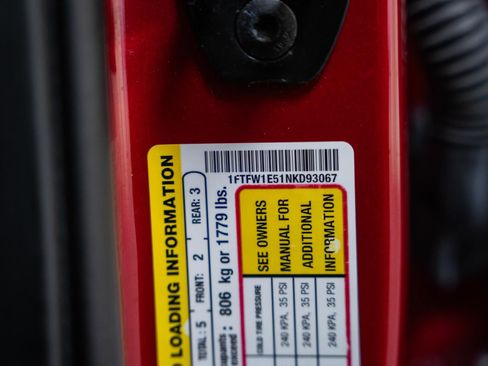 1FTFW1E51NKD93067
LOADING INFORMATION
TOTAL: 5 FRONT: 2 REAR: 3
806 kg or 1779 lbs.
SEE OWNERS
MANUAL FOR
ADDITIONAL
INFORMATION
COLD TIRE PRESSURE
240 KPA, 35 PSI
240 KPA, 35 PSI
240 KPA, 35 PSI